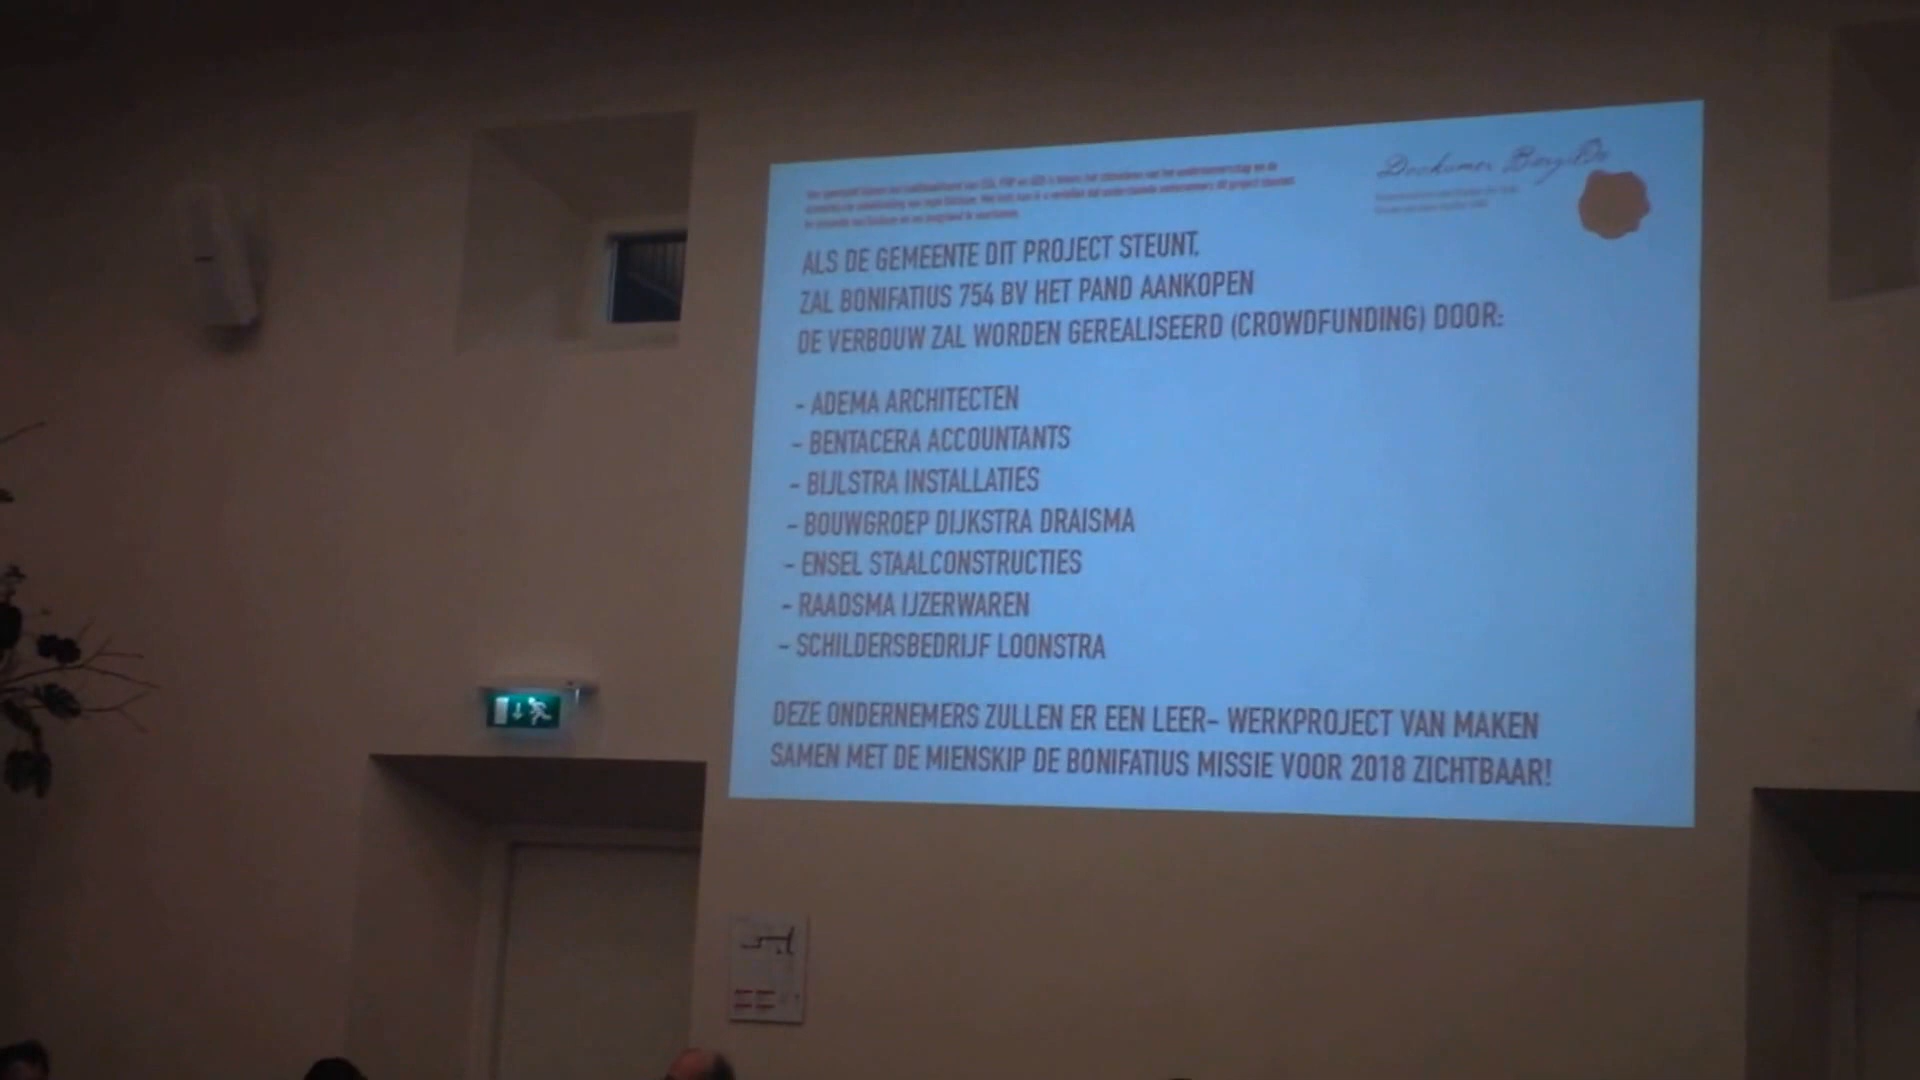 ALS DE GEMEENTE DIT PROJECT STEUNT,
ZAL BONIFATIUS 754 BV HET PAND AANKOPEN
DE VERBOUW ZAL WORDEN GEREALISEERD (CROWDFUNDING) DOOR:
- ADEMA ARCHITECTEN
- BENTACERA ACCOUNTANTS
- BIJLSTRA INSTALLATIES
- BOUWGROEP DIJKSTRA DRAISMA
- ENSEL STAALCONSTRUCTIES
- RAADSMA IJZERWAREN
- SCHILDERSBEDRIJF LOONSTRA
DEZE ONDERNEMERS ZULLEN ER EEN LEER- WERKPROJECT VAN MAKEN
SAMEN MET DE MIENSKIP DE BONIFATIUS MISSIE VOOR 2018 ZICHTBAAR!